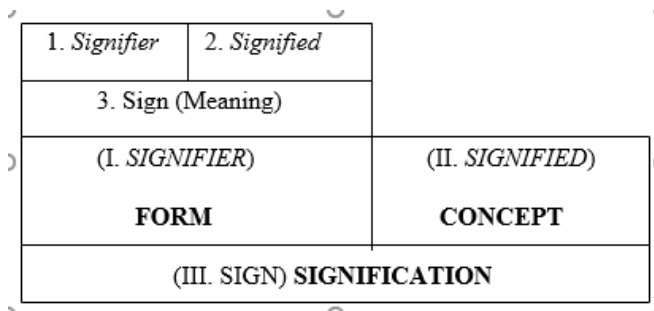 1. Signifier 2. Signified
3. Sign (Meaning)
(I. SIGNIFIER) (II. SIGNIFIED)
FORM CONCEPT
(III. SIGN) SIGNIFICATION